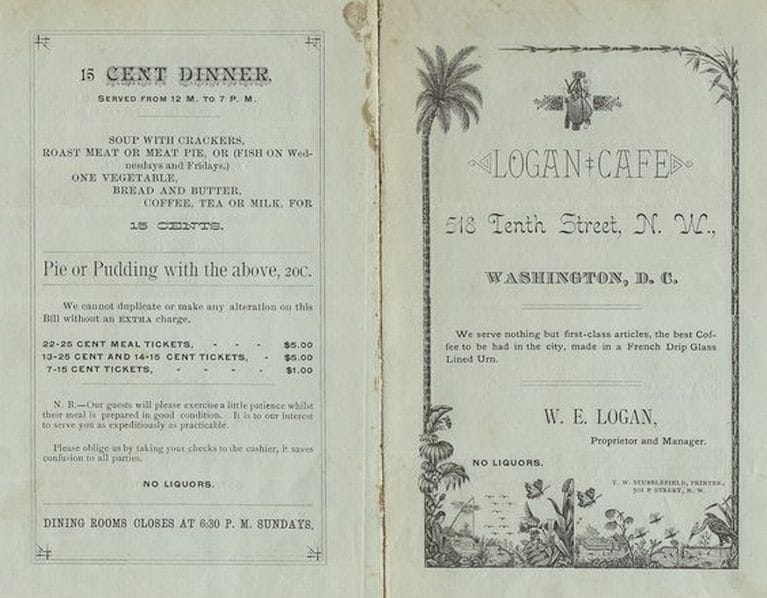 15 CENT DINNER.
SERVED FROM 12 M. TO 7 P. M.
SOUP WITH CRACKERS.
ROAST MEAT OR MEAT PIE, OR (FISH ON Wed-
nesdays and Fridays.)
ONE VEGETABLE,
BREAD AND BUTTER,
COFFEE, TEA OR MILK, FOR
15 CENTS.
Pie or Pudding with the above, 20C.
We cannot duplicate or make any alteration on this
Bill without an EXTRA charge.
22-25 CENT MEAL TICKETS, - - - $5.00
13-25 CENT AND 14-15 CENT TICKETS, - $5.00
7-15 CENT TICKETS, - - - - $1.00
N. B.—Our guests will please exercise a little patience whilst
their meal is prepared in good condition. It is to our interest
to serve you as expeditiously as practicable.
Please oblige us by taking your checks to the cashier, it saves
confusion to all parties.
NO LIQUORS.
DINING ROOMS CLOSES AT 6:30 P. M. SUNDAYS.
LOGAN‡CAFE
518 Tenth Street, N. W.,
WASHINGTON, D. C.
We serve nothing but first-class articles, the best Cof-
fee to be had in the city, made in a French Drip Glass
Lined Urn.
W. E. LOGAN,
Proprietor and Manager.
NO LIQUORS.
T. W. STUBBLEFIELD, PRINTER,
501 F STREET, N. W.